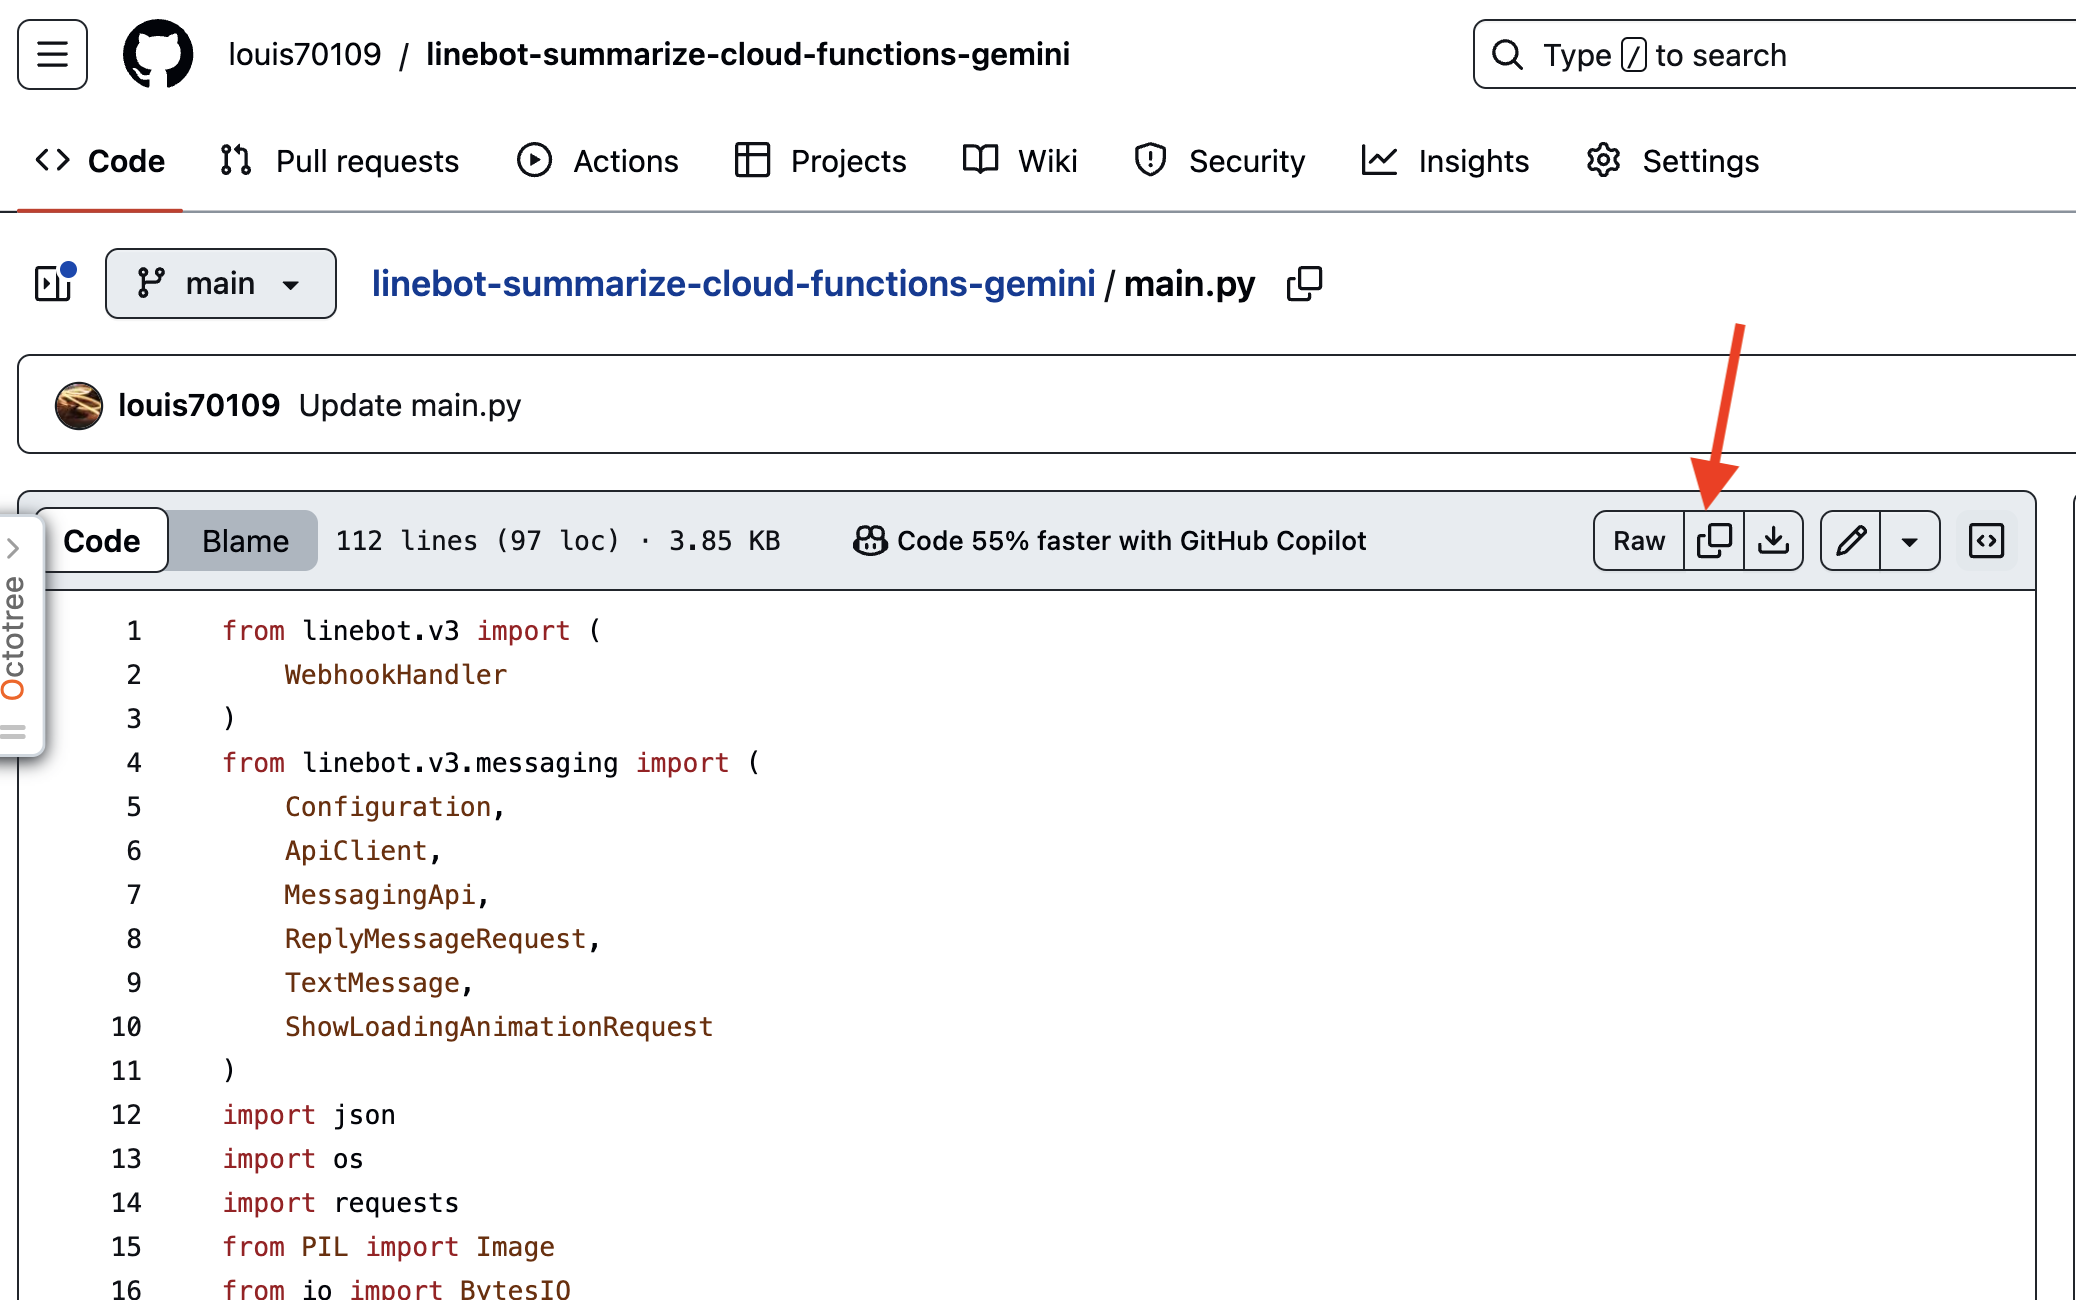 louis70109 / linebot-summarize-cloud-functions-gemini
Type / to search
Code Pull requests Actions Projects Wiki Security Insights Settings
main linebot-summarize-cloud-functions-gemini / main.py
louis70109 Update main.py
Code Blame 112 lines (97 loc) · 3.85 KB Code 55% faster with GitHub Copilot Raw
Octotree
1 from linebot.v3 import (
2 WebhookHandler
3 )
4 from linebot.v3.messaging import (
5 Configuration,
6 ApiClient,
7 MessagingApi,
8 ReplyMessageRequest,
9 TextMessage,
10 ShowLoadingAnimationRequest
11 )
12 import json
13 import os
14 import requests
15 from PIL import Image
16 from io import BytesIO